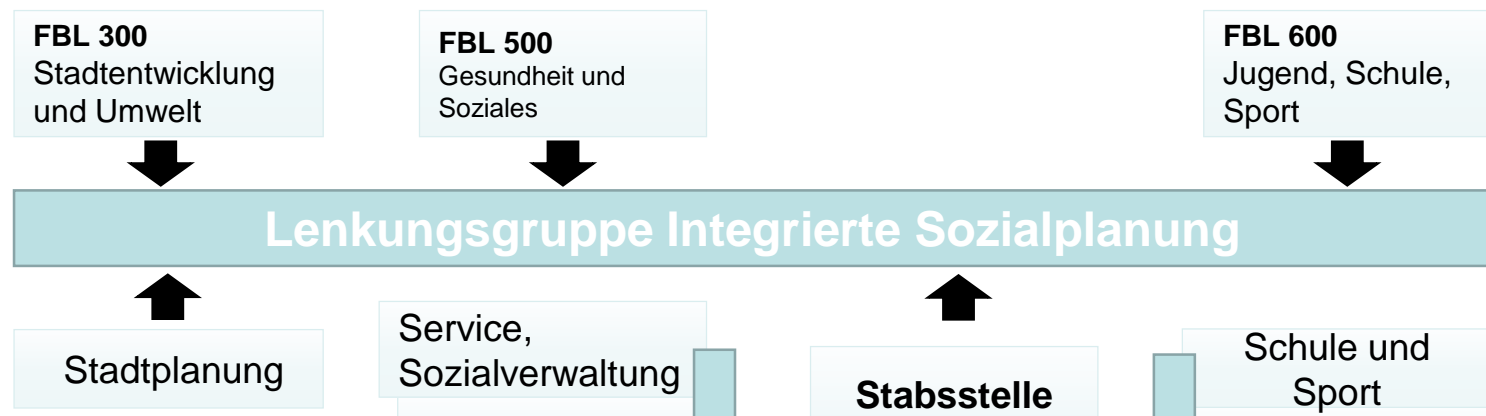 FBL 300
Stadtentwicklung
und Umwelt
FBL 500
Gesundheit und
Soziales
FBL 600
Jugend, Schule,
Sport
Lenkungsgruppe Integrierte Sozialplanung
Stadtplanung
Service,
Sozialverwaltung
Stabsstelle
Schule und
Sport